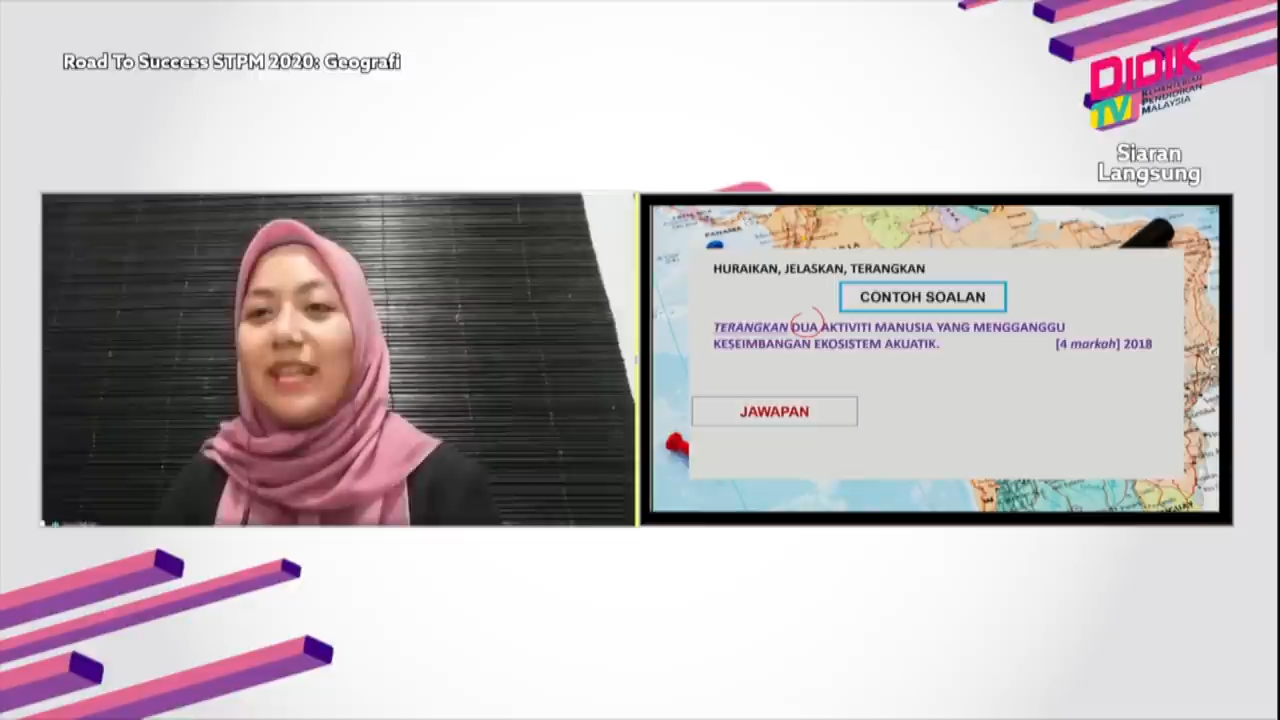 Road To Success STPM 2020: Geografi
DIDIK
TV
KEMENTERIAN
PENDIDIKAN
MALAYSIA
Siaran
Langsung
PANAMA
HURAIKAN, JELASKAN, TERANGKAN
CONTOH SOALAN
TERANGKAN DUA AKTIVITI MANUSIA YANG MENGGANGGU
KESEIMBANGAN EKOSISTEM AKUATIK. [4 markah] 2018
JAWAPAN